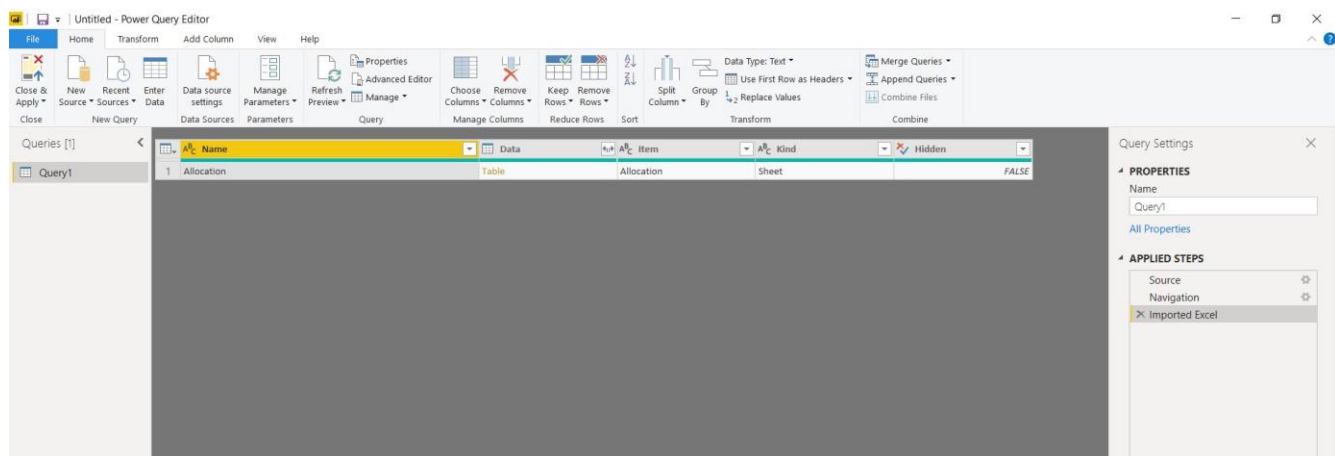 Untitled - Power Query Editor
File Home Transform Add Column View Help
Close & Apply
New Source
Recent Sources
Enter Data
Data source settings
Manage Parameters
Refresh Preview
Properties
Advanced Editor
Manage
Choose Columns
Remove Columns
Keep Rows
Remove Rows
Split Column
Group By
Data Type: Text
Use First Row as Headers
Replace Values
Merge Queries
Append Queries
Combine Files
Close New Query Data Sources Parameters Query Manage Columns Reduce Rows Sort Transform Combine
Queries [1]
Query1
Name Data Item Kind Hidden
1 Allocation Table Allocation Sheet FALSE
Query Settings
PROPERTIES
Name
Query1
All Properties
APPLIED STEPS
Source
Navigation
Imported Excel